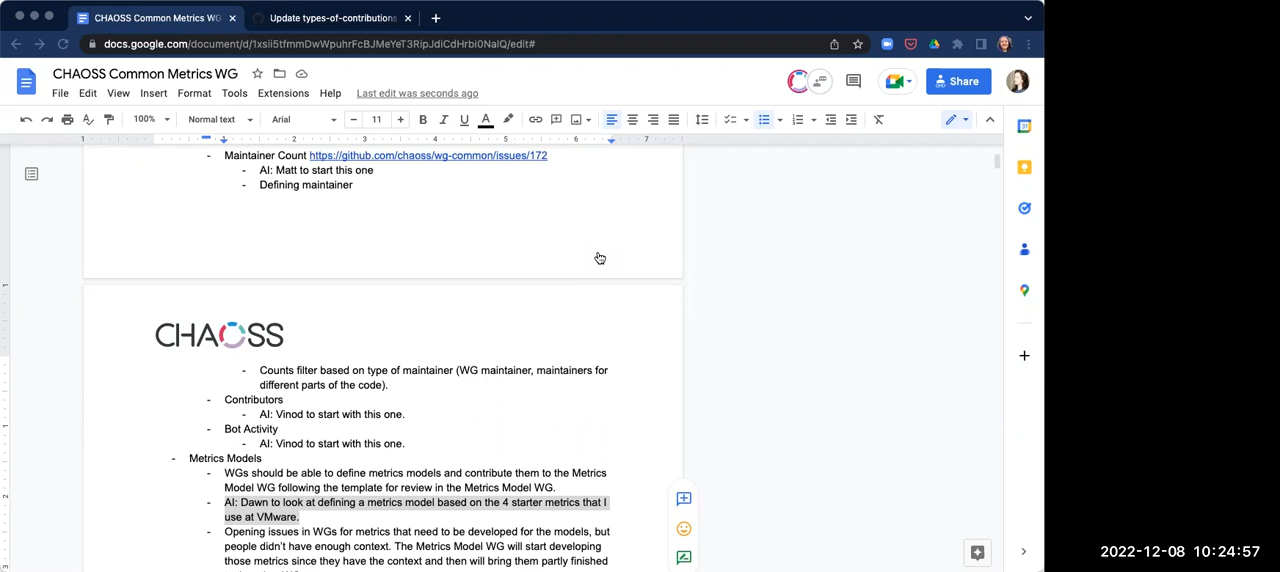 CHAOSS Common Metrics WG
Update types-of-contributions
docs.google.com/document/d/1xsii5tfmmDwWpuhrFcBJMeYeT3RipJdiCdHrbi0NalQ/edit#
CHAOSS Common Metrics WG
File Edit View Insert Format Tools Extensions Help Last edit was seconds ago
Share
100% Normal text Arial 11
1 1 2 3 4 5 6 7
- Maintainer Count https://github.com/chaoss/wg-common/issues/172
- AI: Matt to start this one
- Defining maintainer
CHAOSS
- Counts filter based on type of maintainer (WG maintainer, maintainers for
different parts of the code).
- Contributors
- AI: Vinod to start with this one.
- Bot Activity
- AI: Vinod to start with this one.
- Metrics Models
- WGs should be able to define metrics models and contribute them to the Metrics
Model WG following the template for review in the Metrics Model WG.
- AI: Dawn to look at defining a metrics model based on the 4 starter metrics that I
use at VMware.
- Opening issues in WGs for metrics that need to be developed for the models, but
people didn't have enough context. The Metrics Model WG will start developing
those metrics since they have the context and then will bring them partly finished
2022-12-08 10:24:57